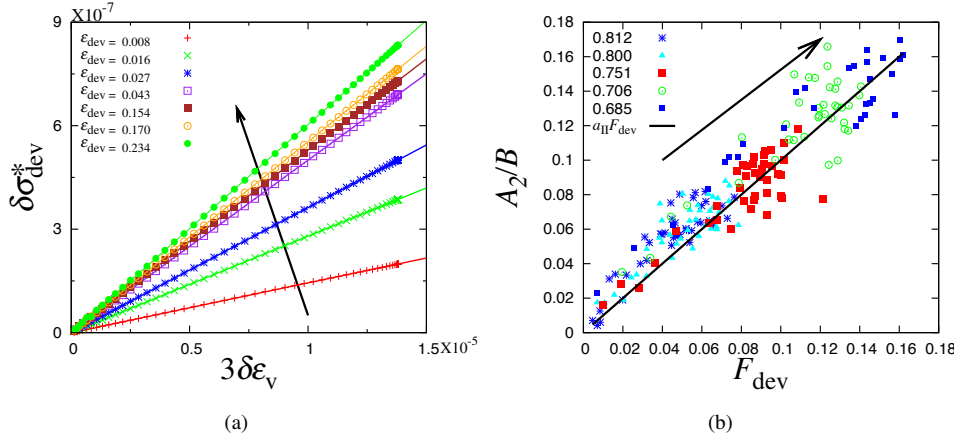 X10⁻⁷
9
6
3
0
δσ*dev
εdev = 0.008
εdev = 0.016
εdev = 0.027
εdev = 0.043
εdev = 0.154
εdev = 0.170
εdev = 0.234
0 0.5 1 1.5 X10⁻⁵
3δεv
(a)
0.18
0.16
0.14
0.12
0.1
0.08
0.06
0.04
0.02
0
A₂/B
0.812
0.800
0.751
0.706
0.685
aIIFdev
0 0.02 0.04 0.06 0.08 0.1 0.12 0.14 0.16 0.18
Fdev
(b)